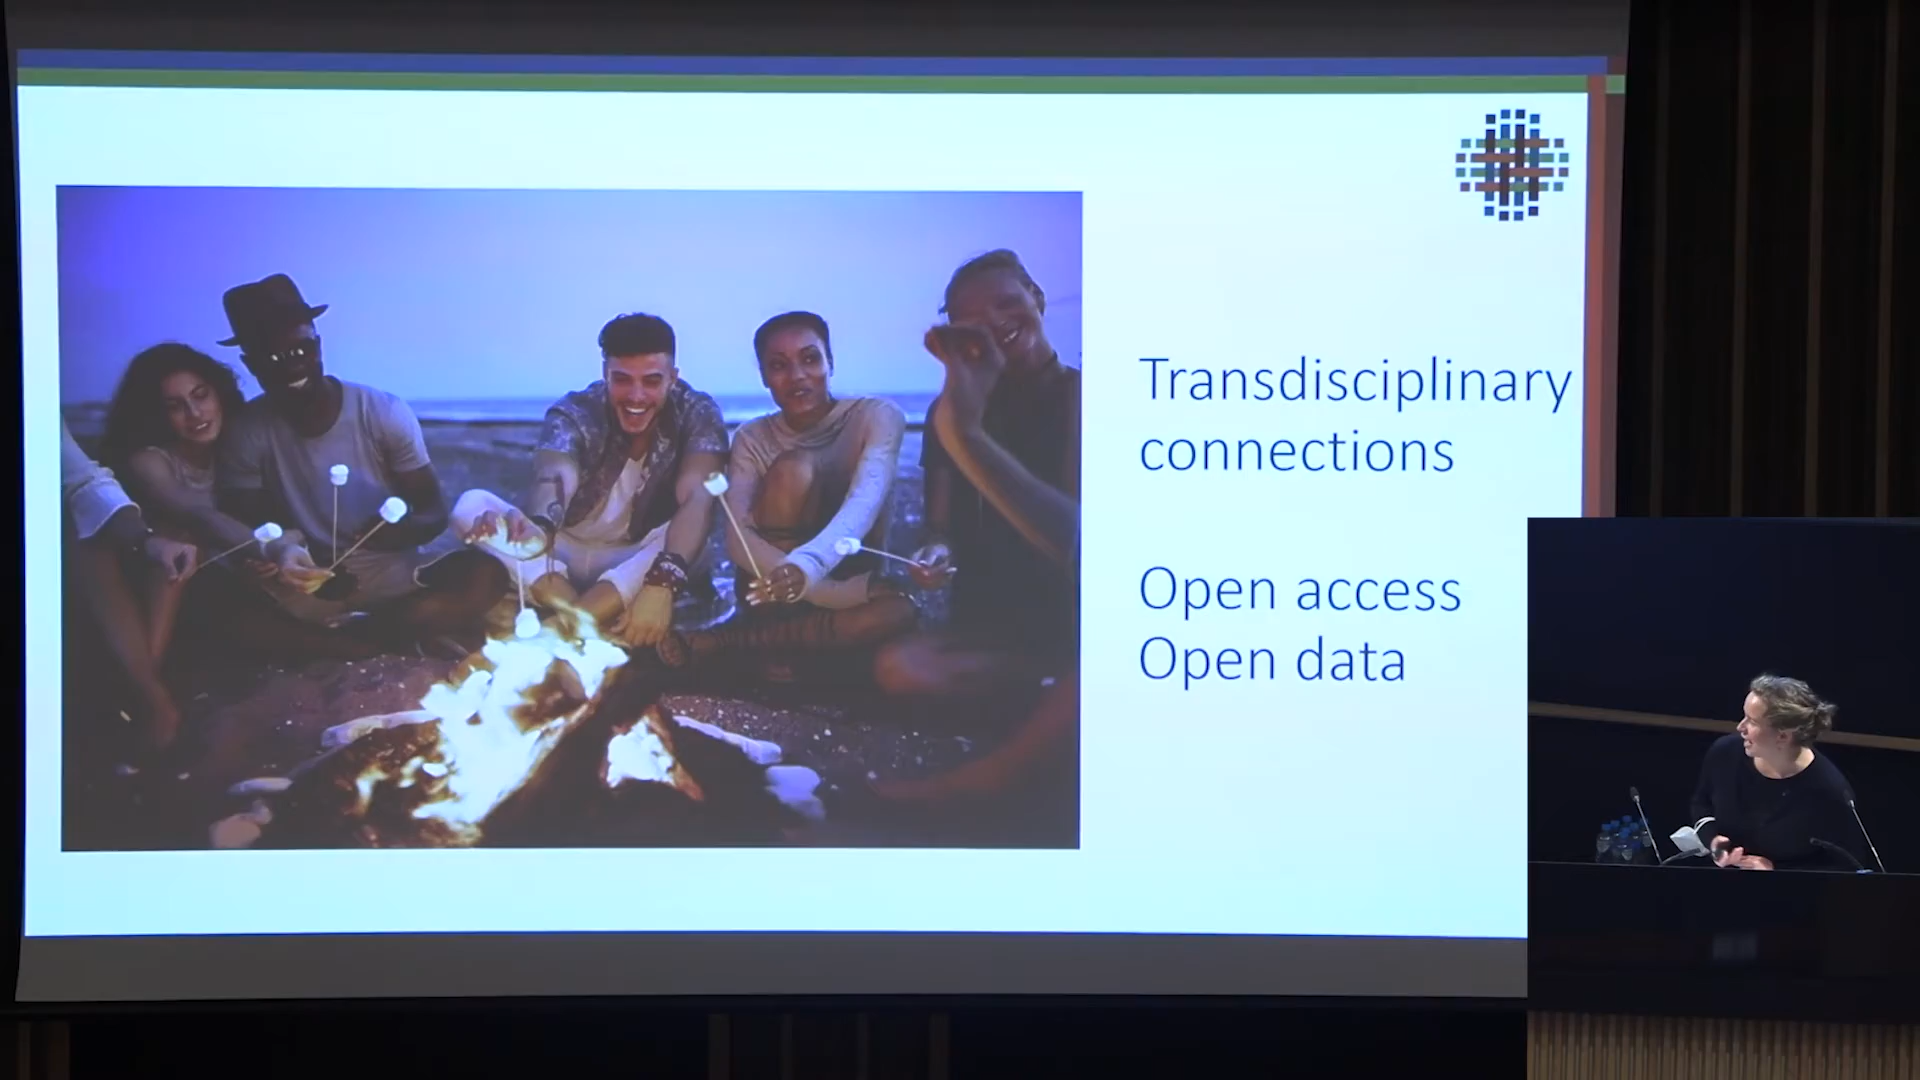 Transdisciplinary
connections
Open access
Open data